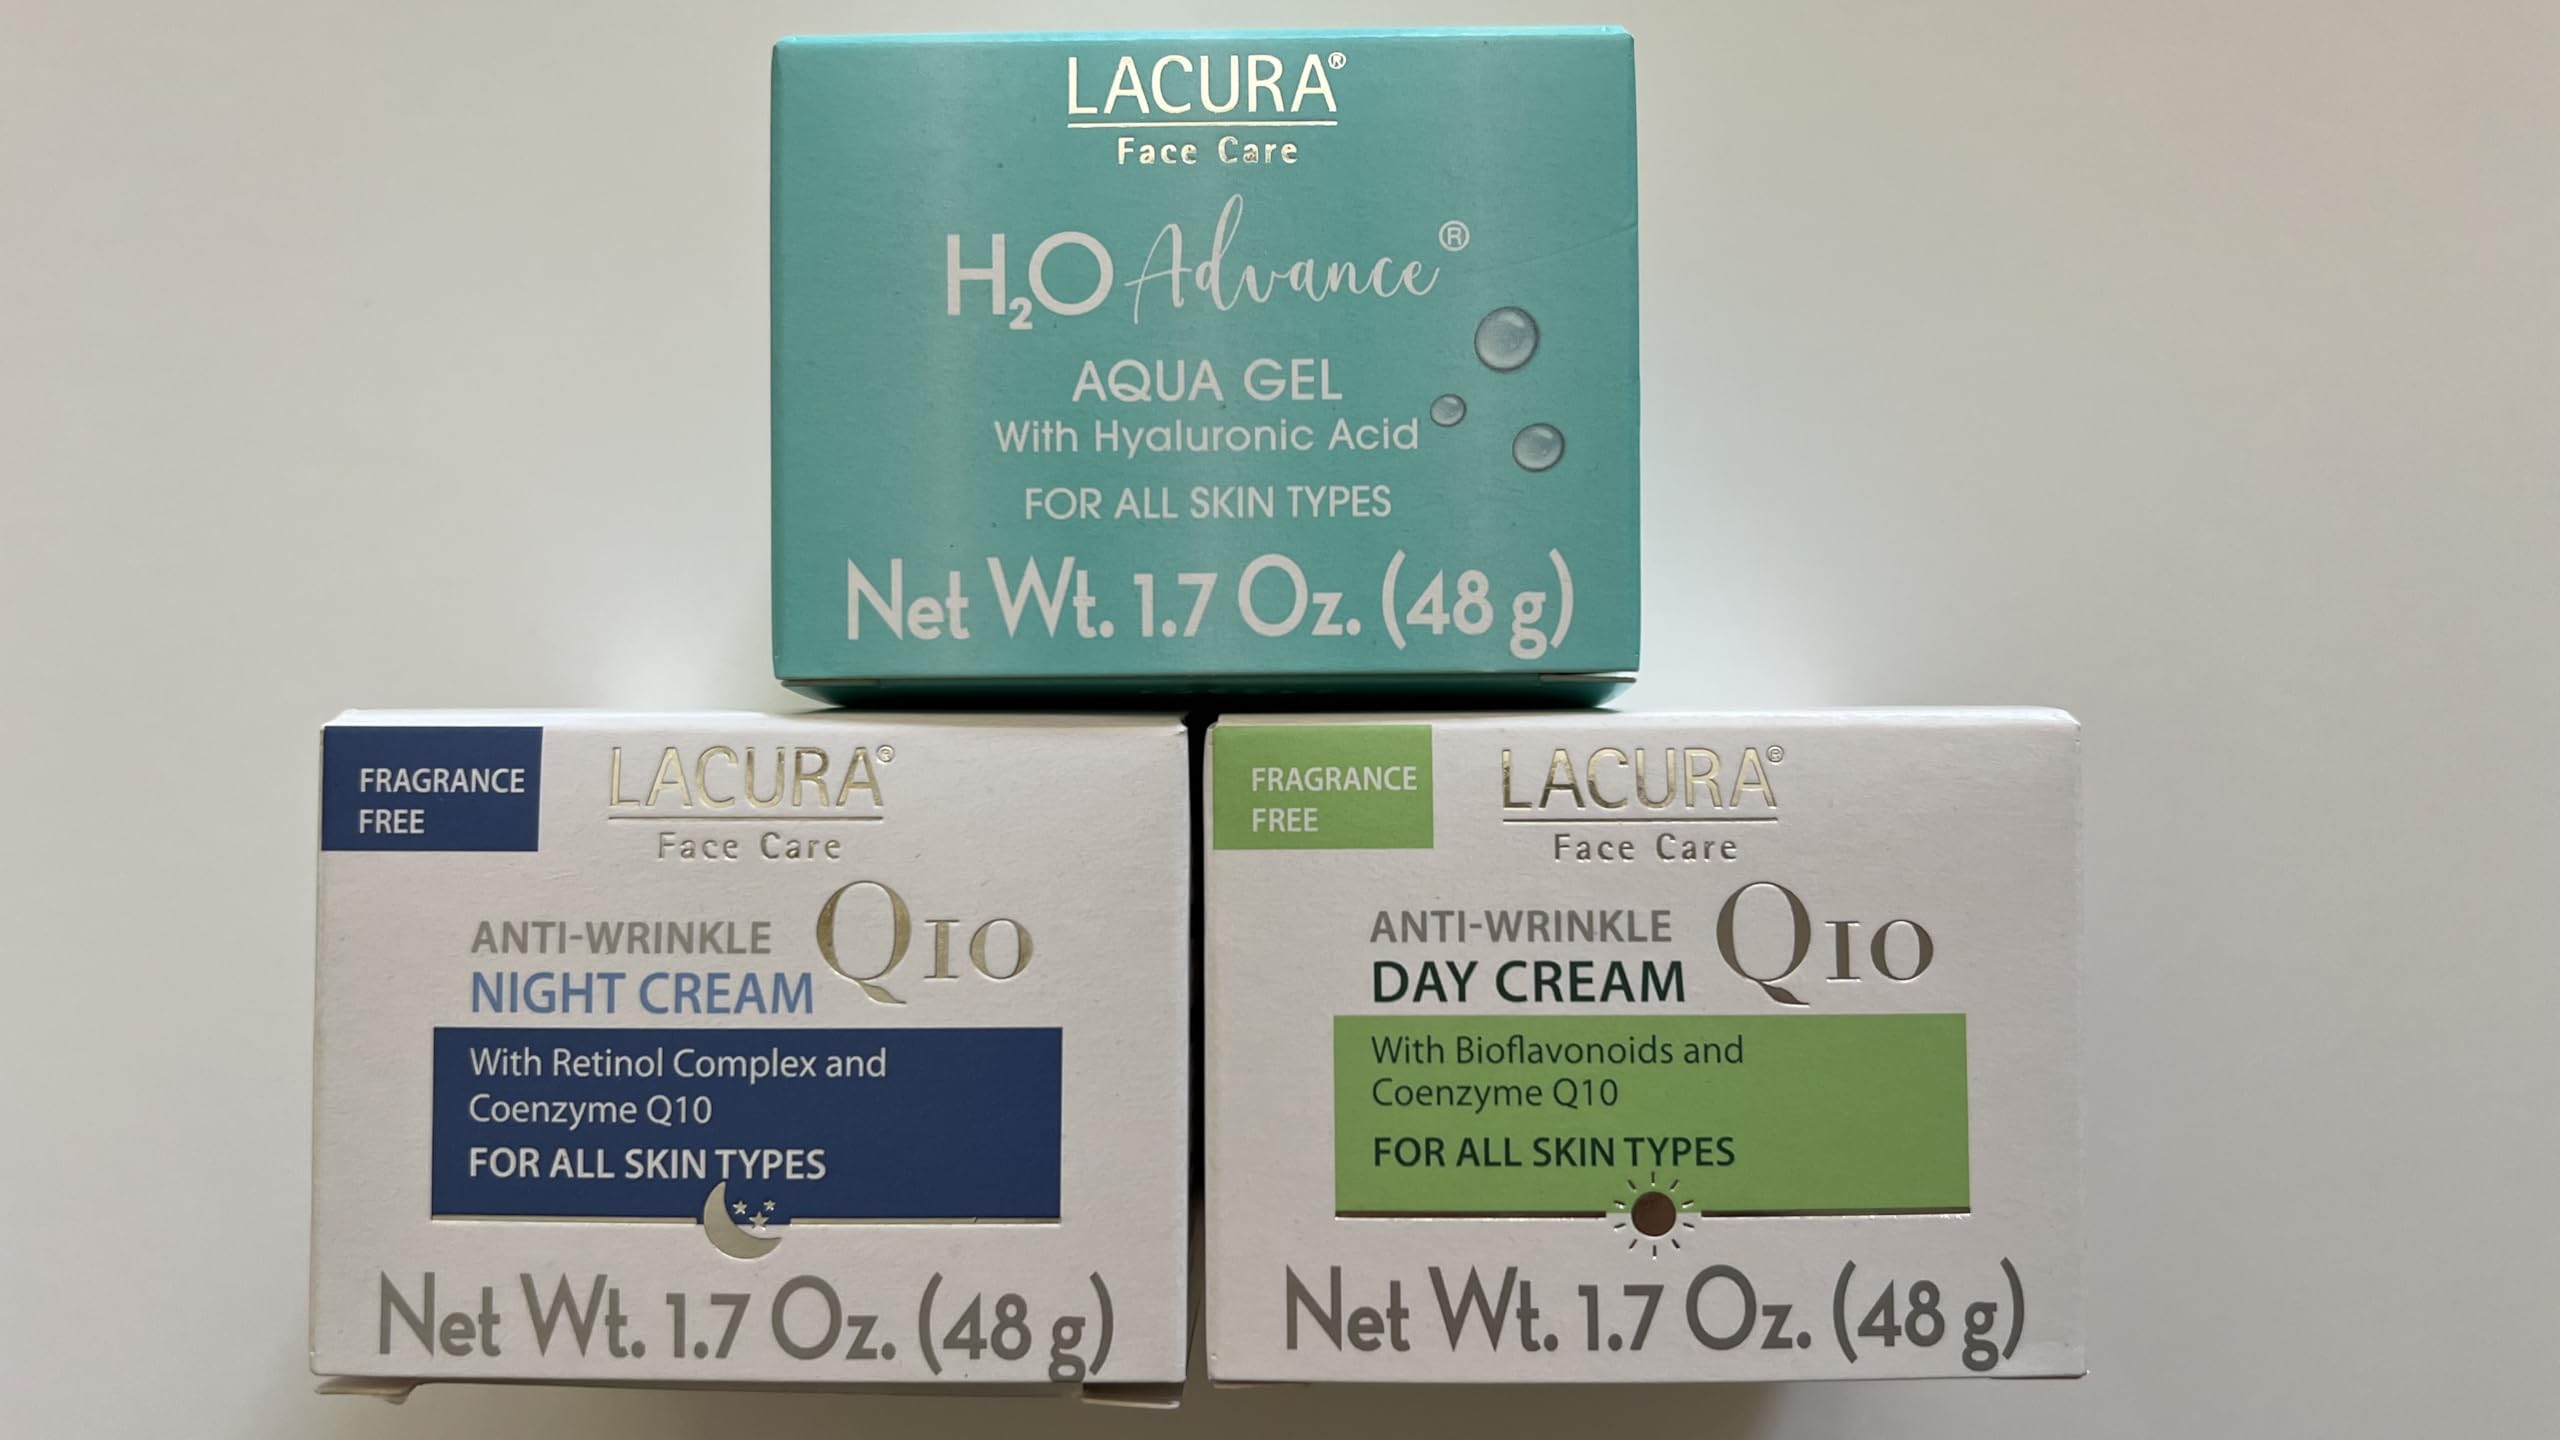 LACURA®
Face Care
H₂O Advance®
AQUA GEL
With Hyaluronic Acid
FOR ALL SKIN TYPES
Net Wt. 1.7 Oz. (48 g)
FRAGRANCE
FREE
LACURA®
Face Care
ANTI-WRINKLE Q10
NIGHT CREAM
With Retinol Complex and
Coenzyme Q10
FOR ALL SKIN TYPES
Net Wt. 1.7 Oz. (48 g)
FRAGRANCE
FREE
LACURA®
Face Care
ANTI-WRINKLE Q10
DAY CREAM
With Bioflavonoids and
Coenzyme Q10
FOR ALL SKIN TYPES
Net Wt. 1.7 Oz. (48 g)